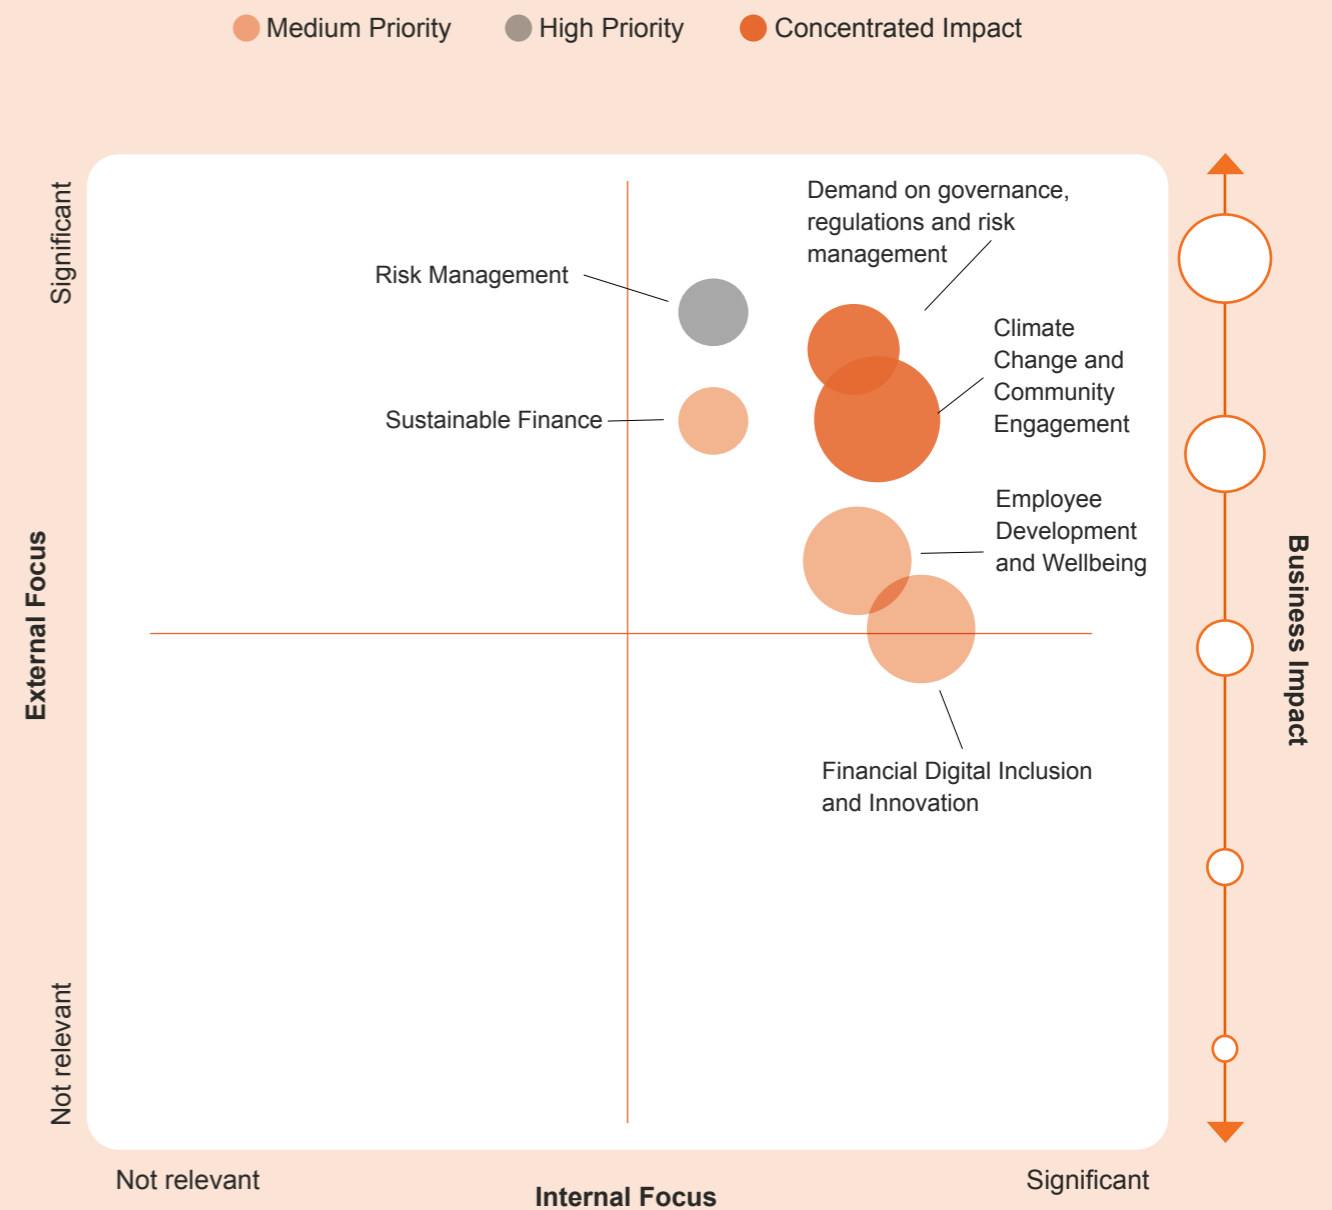 Medium Priority
High Priority
Concentrated Impact
Significant
Demand on governance,
regulations and risk
management
Risk Management
Climate
Change and
Community
Engagement
Sustainable Finance
Employee
Development
and Wellbeing
External Focus
Business Impact
Financial Digital Inclusion
and Innovation
Not relevant
Not relevant
Internal Focus
Significant